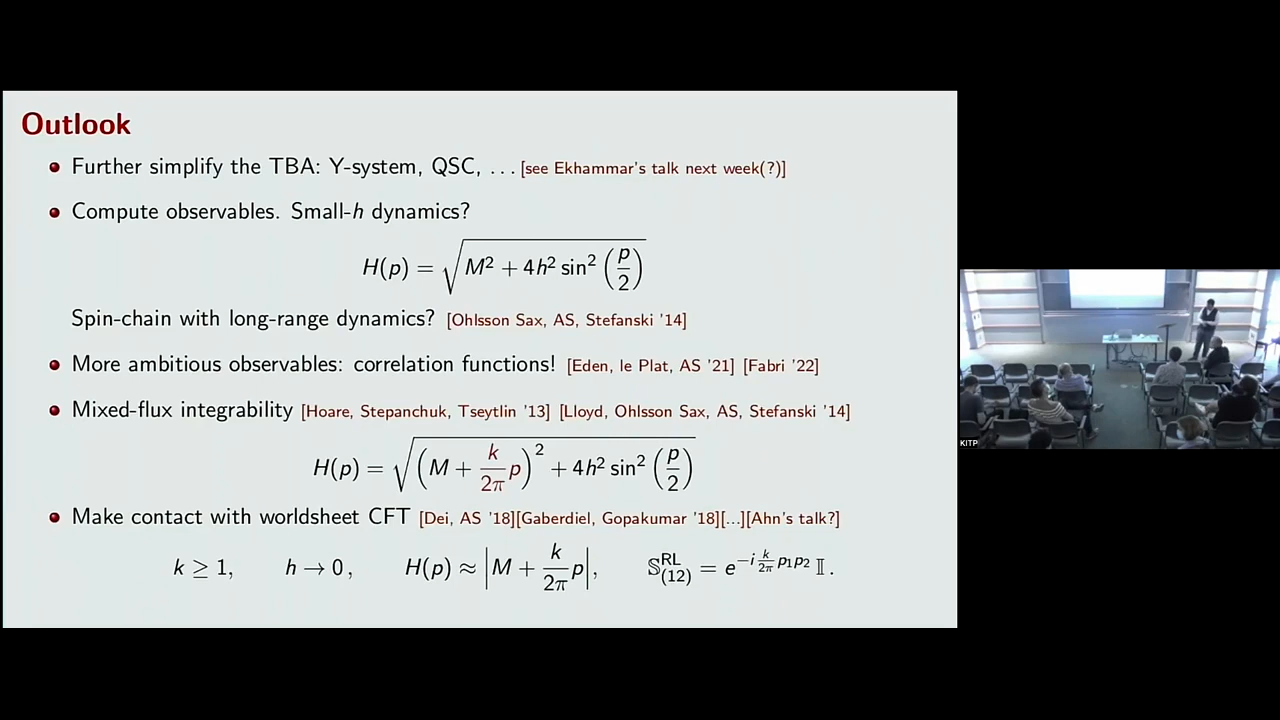 Outlook
Further simplify the TBA: Y-system, QSC, ... [see Ekhammar's talk next week(?)]
Compute observables. Small-h dynamics?
H(p) = √(M² + 4h² sin² (p/2))
Spin-chain with long-range dynamics? [Ohlsson Sax, AS, Stefanski '14]
More ambitious observables: correlation functions! [Eden, le Plat, AS '21] [Fabri '22]
Mixed-flux integrability [Hoare, Stepanchuk, Tseytlin '13] [Lloyd, Ohlsson Sax, AS, Stefanski '14]
H(p) = √((M + k/2π p)² + 4h² sin² (p/2))
Make contact with worldsheet CFT [Dei, AS '18][Gaberdiel, Gopakumar '18][...][Ahn's talk?]
k ≥ 1, h → 0, H(p) ≈ |M + k/2π p|, 𝕊^RL_(12) = e^(−i k/2π p₁p₂) 𝕀.
KITP